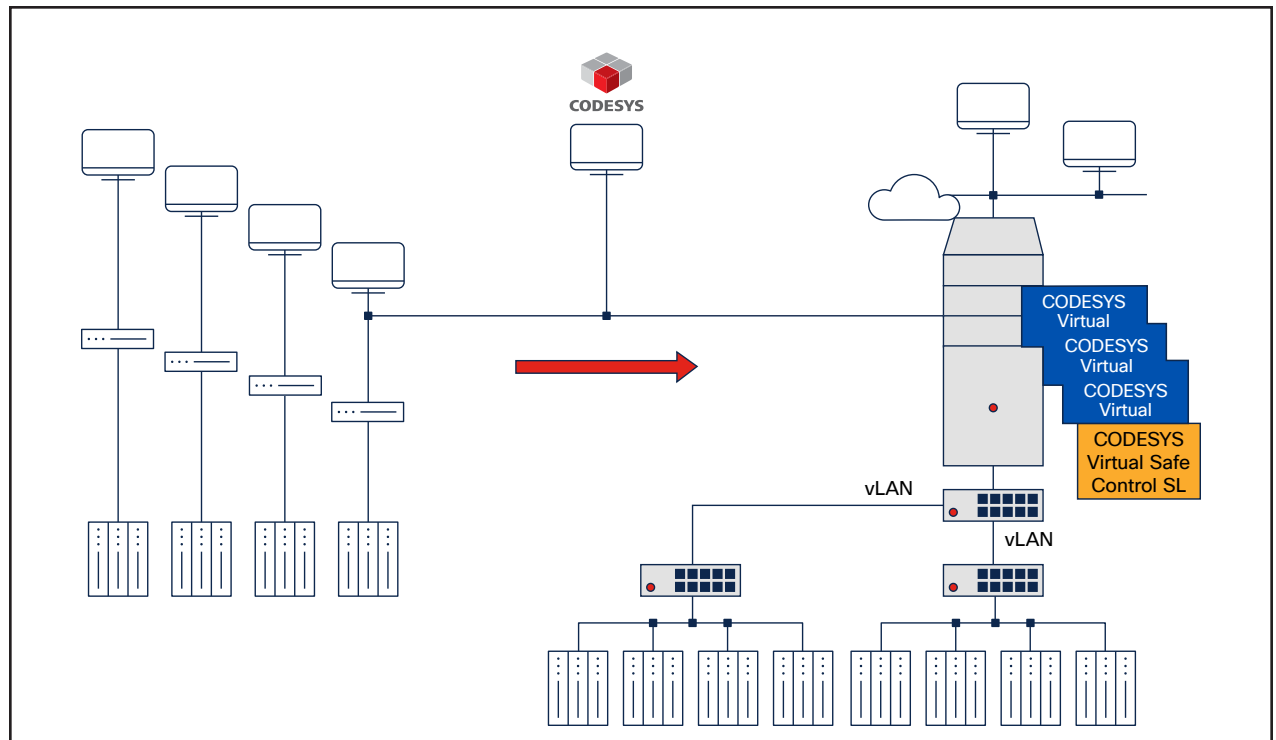 CODESYS
CODESYS
Virtual
CODESYS
Virtual
CODESYS
Virtual
CODESYS
Virtual Safe
Control SL
vLAN
vLAN